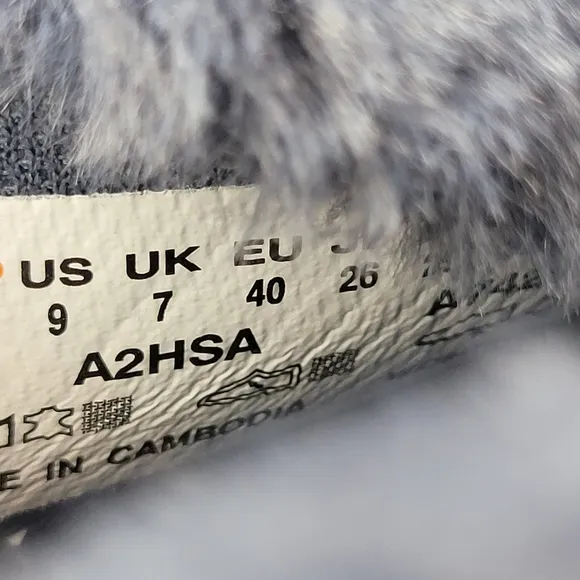 US UK EU
9 7 40 26
A2HSA
IN CAMBODIA